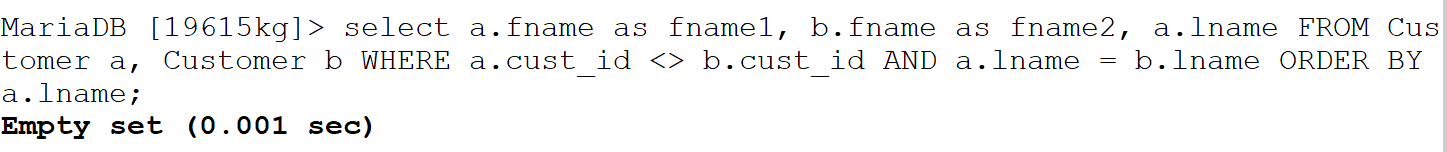 MariaDB [19615kg]> select a.fname as fname1, b.fname as fname2, a.lname FROM Cus
tomer a, Customer b WHERE a.cust_id <> b.cust_id AND a.lname = b.lname ORDER BY
a.lname;
Empty set (0.001 sec)